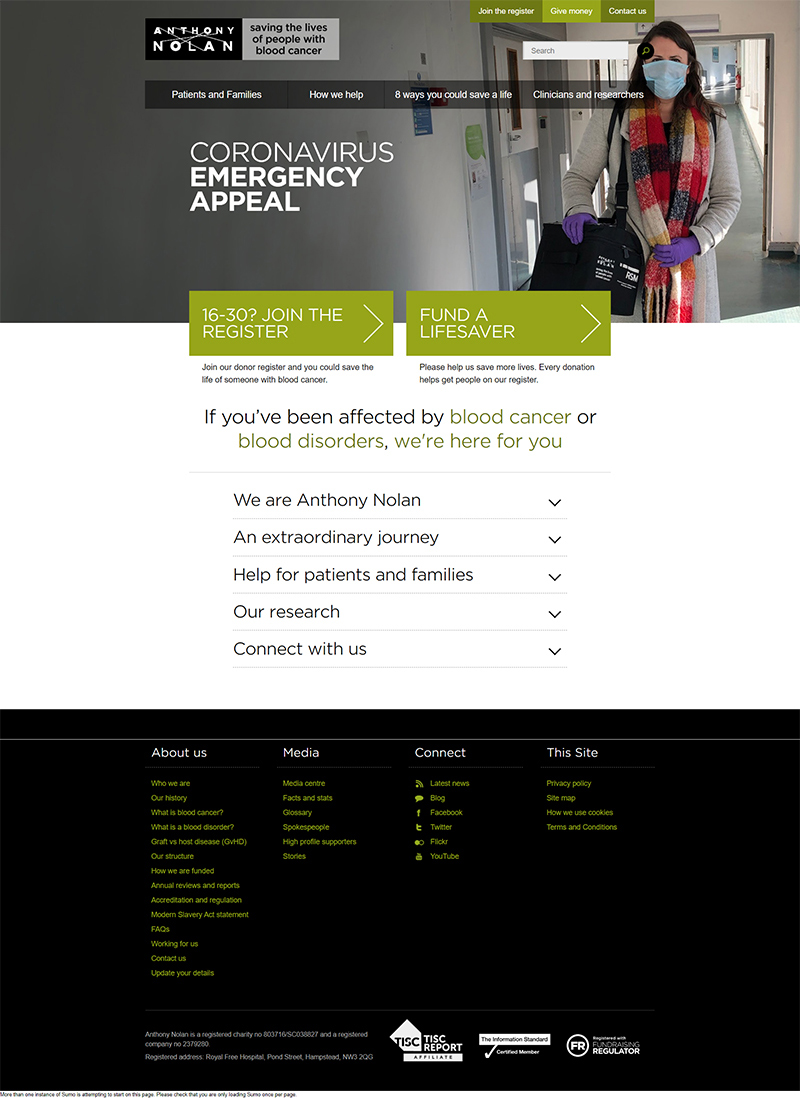 Join the register
Give money
Contact us
ANTHONY
NOLAN
saving the lives
of people with
blood cancer
Search
Patients and Families
How we help
8 ways you could save a life
Clinicians and researchers
CORONAVIRUS
EMERGENCY
APPEAL
RSM
16-30? JOIN THE
REGISTER
FUND A
LIFESAVER
Join our donor register and you could save the
life of someone with blood cancer.
Please help us save more lives. Every donation
helps get people on our register.
If you’ve been affected by blood cancer or
blood disorders, we're here for you
We are Anthony Nolan
An extraordinary journey
Help for patients and families
Our research
Connect with us
About us
Who we are
Our history
What is blood cancer?
What is a blood disorder?
Graft vs host disease (GvHD)
Our structure
How we are funded
Annual reviews and reports
Accreditation and regulation
Modern Slavery Act statement
FAQs
Working for us
Contact us
Update your details
Media
Media centre
Facts and stats
Glossary
Spokespeople
High profile supporters
Stories
Connect
Latest news
Blog
Facebook
Twitter
Flickr
YouTube
This Site
Privacy policy
Site map
How we use cookies
Terms and Conditions
Anthony Nolan is a registered charity no 803716/SC038827 and a registered
company no 2379280
Registered address: Royal Free Hospital, Pond Street, Hampstead, NW3 2QG
TISC
TISC
REPORT
AFFILIATE
The Information Standard
Certified Member
FR
Registered with
FUNDRAISING
REGULATOR
More than one instance of Sumo is attempting to start on this page. Please check that you are only loading Sumo once per page.